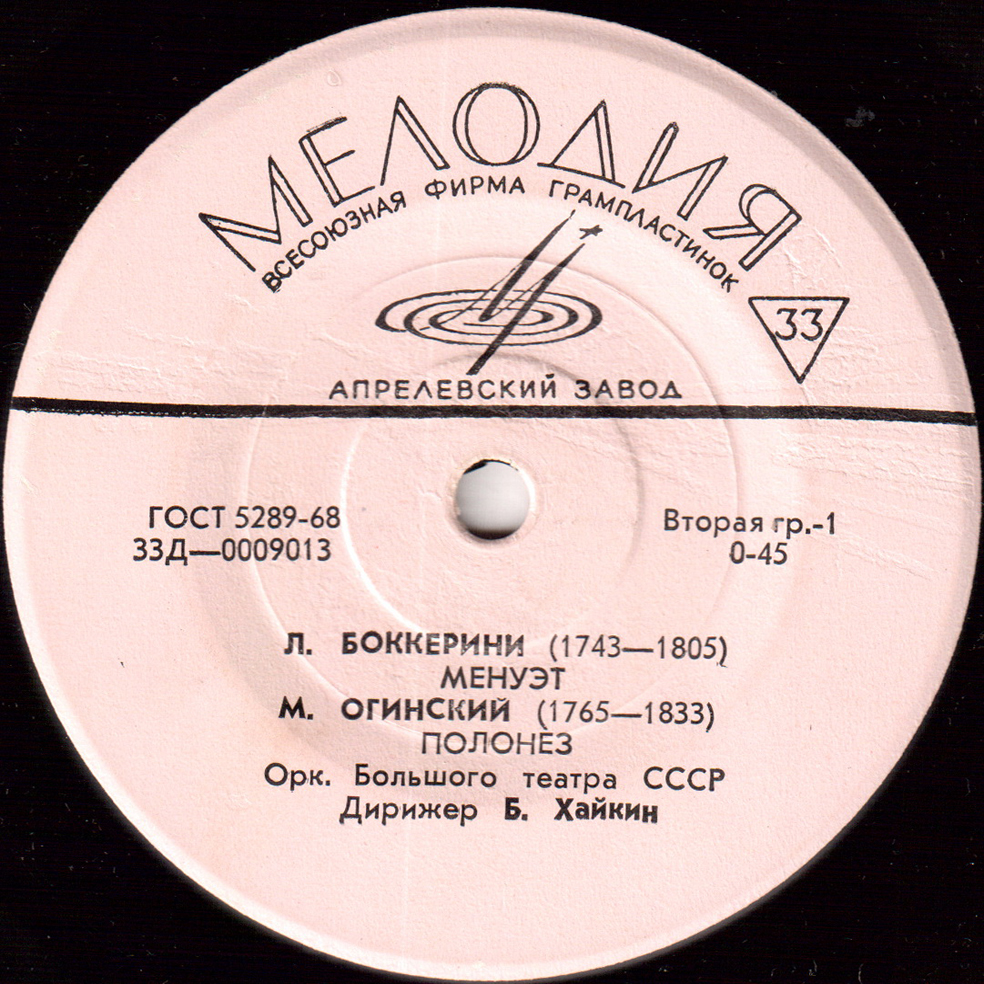 МЕЛОДИЯ
ВСЕСОЮЗНАЯ ФИРМА ГРАМПЛАСТИНОК
33
АПРЕЛЕВСКИЙ ЗАВОД
ГОСТ 5289-68
Вторая гр.-1
33Д—0009013
0-45
Л. БОККЕРИНИ (1743—1805)
МЕНУЭТ
М. ОГИНСКИЙ (1765—1833)
ПОЛОНЕЗ
Орк. Большого театра СССР
Дирижер Б. Хайкин